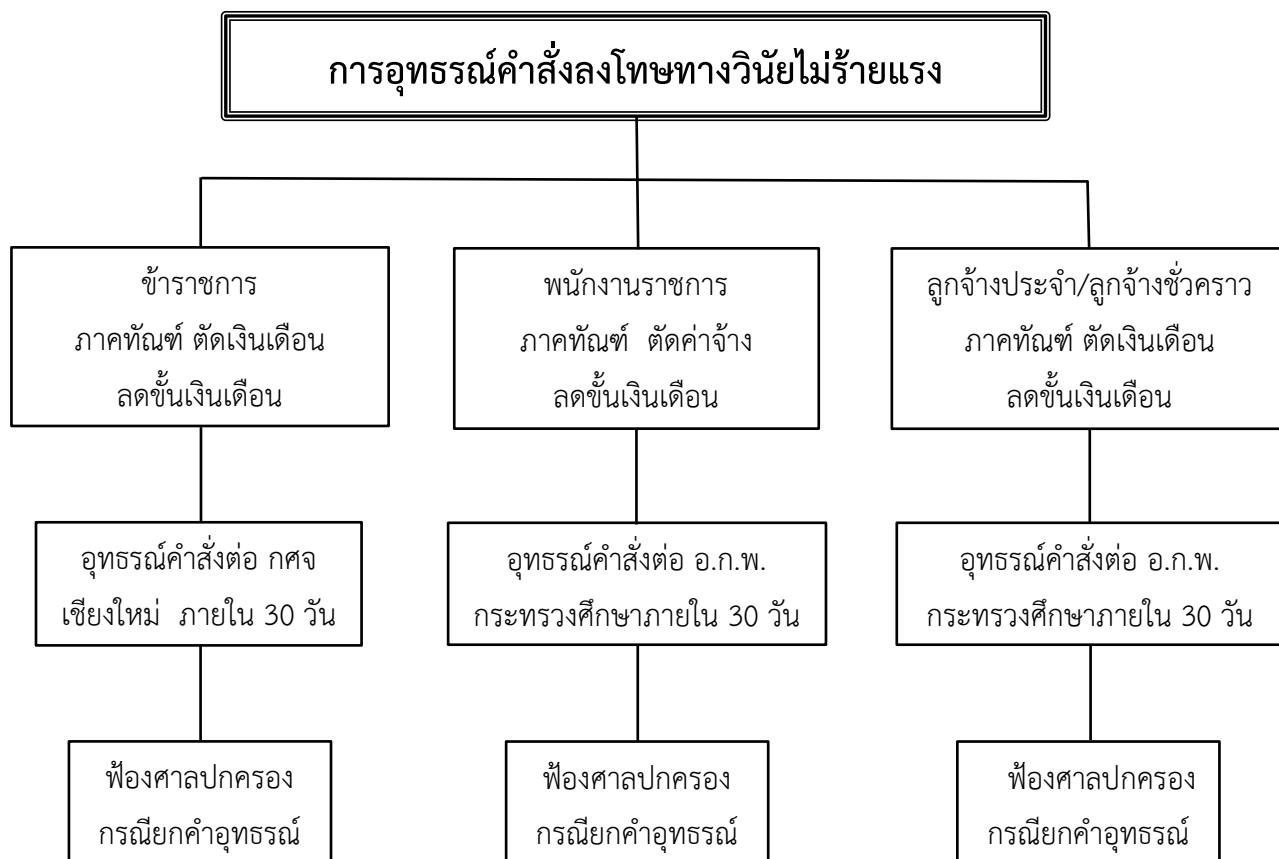 การอุทธรณ์คำสั่งลงโทษทางวินัยไม่ร้ายแรง
ข้าราชการ
ภาคทัณฑ์ ตัดเงินเดือน
ลดขั้นเงินเดือน
พนักงานราชการ
ภาคทัณฑ์ ตัดค่าจ้าง
ลดขั้นเงินเดือน
ลูกจ้างประจำ/ลูกจ้างชั่วคราว
ภาคทัณฑ์ ตัดเงินเดือน
ลดขั้นเงินเดือน
อุทธรณ์คำสั่งต่อ กศจ
เชียงใหม่ ภายใน 30 วัน
อุทธรณ์คำสั่งต่อ อ.ก.พ.
กระทรวงศึกษาภายใน 30 วัน
อุทธรณ์คำสั่งต่อ อ.ก.พ.
กระทรวงศึกษาภายใน 30 วัน
ฟ้องศาลปกครอง
กรณียกคำอุทธรณ์
ฟ้องศาลปกครอง
กรณียกคำอุทธรณ์
ฟ้องศาลปกครอง
กรณียกคำอุทธรณ์